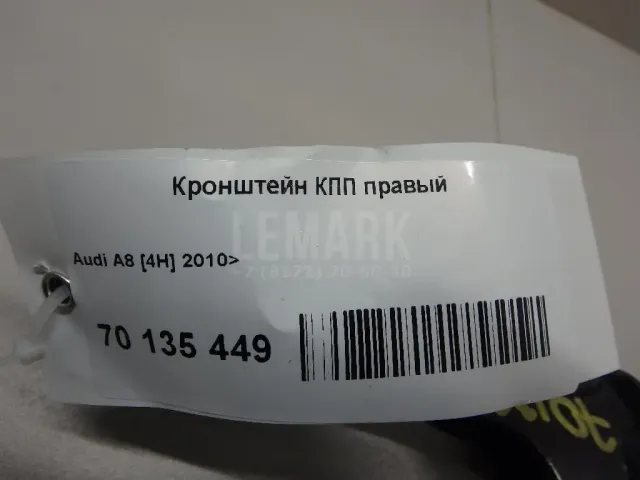 Кронштейн КПП правый
LEMARK
Audi A8 [4H] 2010>
70 135 449